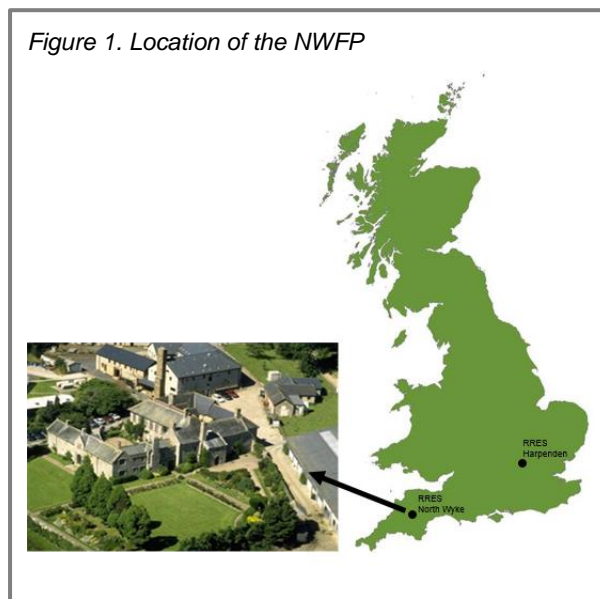 Figure 1. Location of the NWFP
RRES
Harpenden
RRES
North Wyke